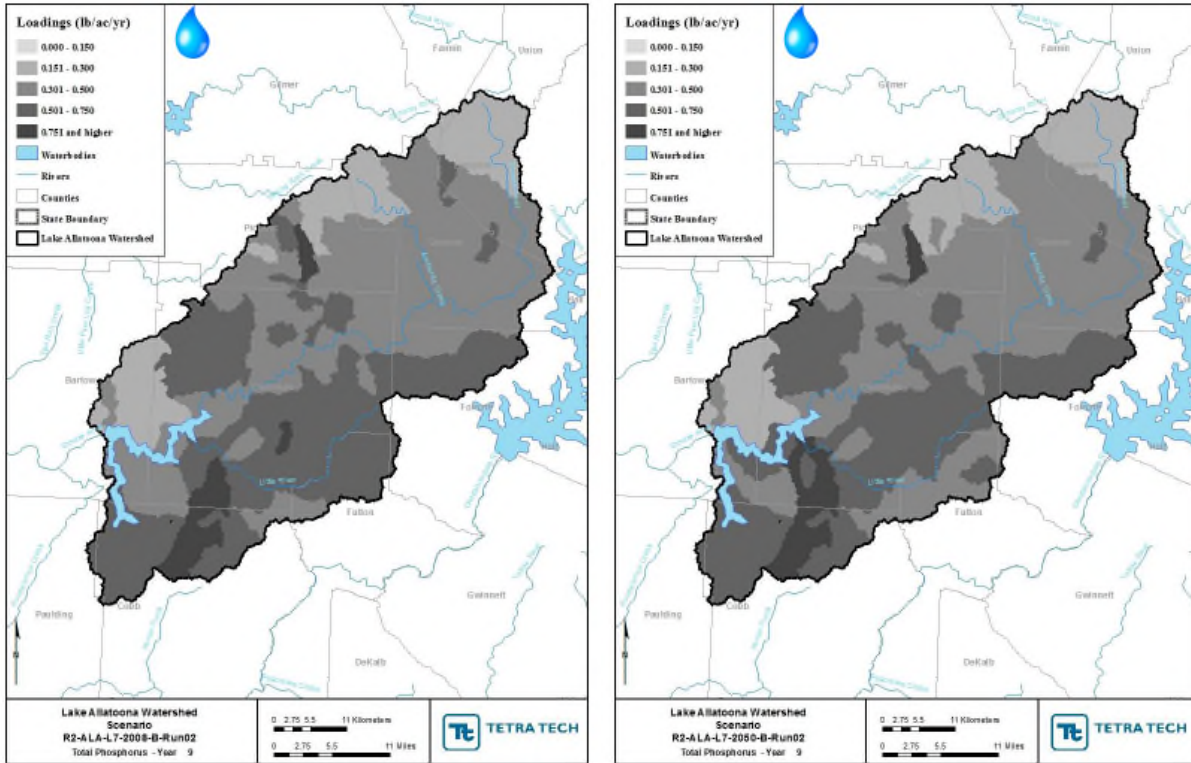 Loadings (lb/ac/yr)
0.000 - 0.150
0.151 - 0.300
0.301 - 0.500
0.501 - 0.750
0.751 and higher
Waterbodies
Rivers
Counties
State Boundary
Lake Allatoona Watershed
Fannin
Union
Gilmer
Bartow
Little River
Fulton
Paulding
Cobb
Gwinnett
DeKalb
N
Lake Allatoona Watershed
Scenario
R2-ALA-L7-2008-B-Run02
Total Phosphorus - Year 9
0 2.75 5.5 11 Kilometers
0 2.75 5.5 11 Miles
Tt TETRA TECH
Loadings (lb/ac/yr)
0.000 - 0.150
0.151 - 0.300
0.301 - 0.500
0.501 - 0.750
0.751 and higher
Waterbodies
Rivers
Counties
State Boundary
Lake Allatoona Watershed
Fannin
Union
Gilmer
Bartow
Little River
Fulton
Paulding
Cobb
Gwinnett
DeKalb
N
Lake Allatoona Watershed
Scenario
R2-ALA-L7-2050-B-Run02
Total Phosphorus - Year 9
0 2.75 5.5 11 Kilometers
0 2.75 5.5 11 Miles
Tt TETRA TECH